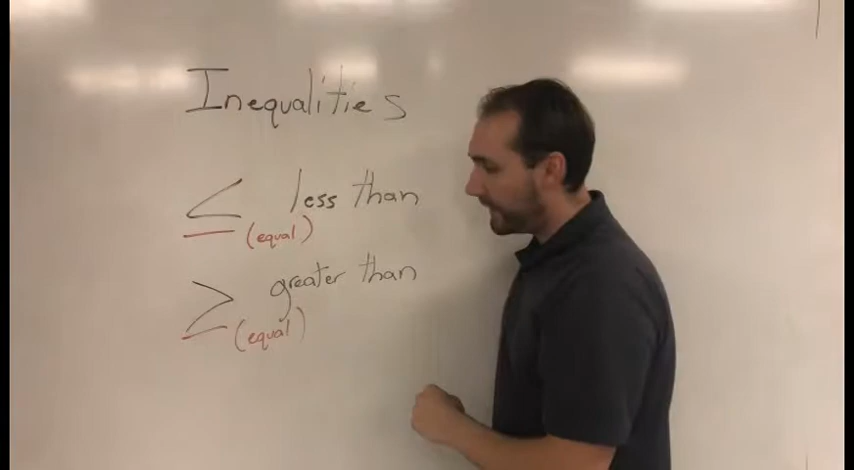 Inequalities
≤ less than
(equal)
≥ greater than
(equal)